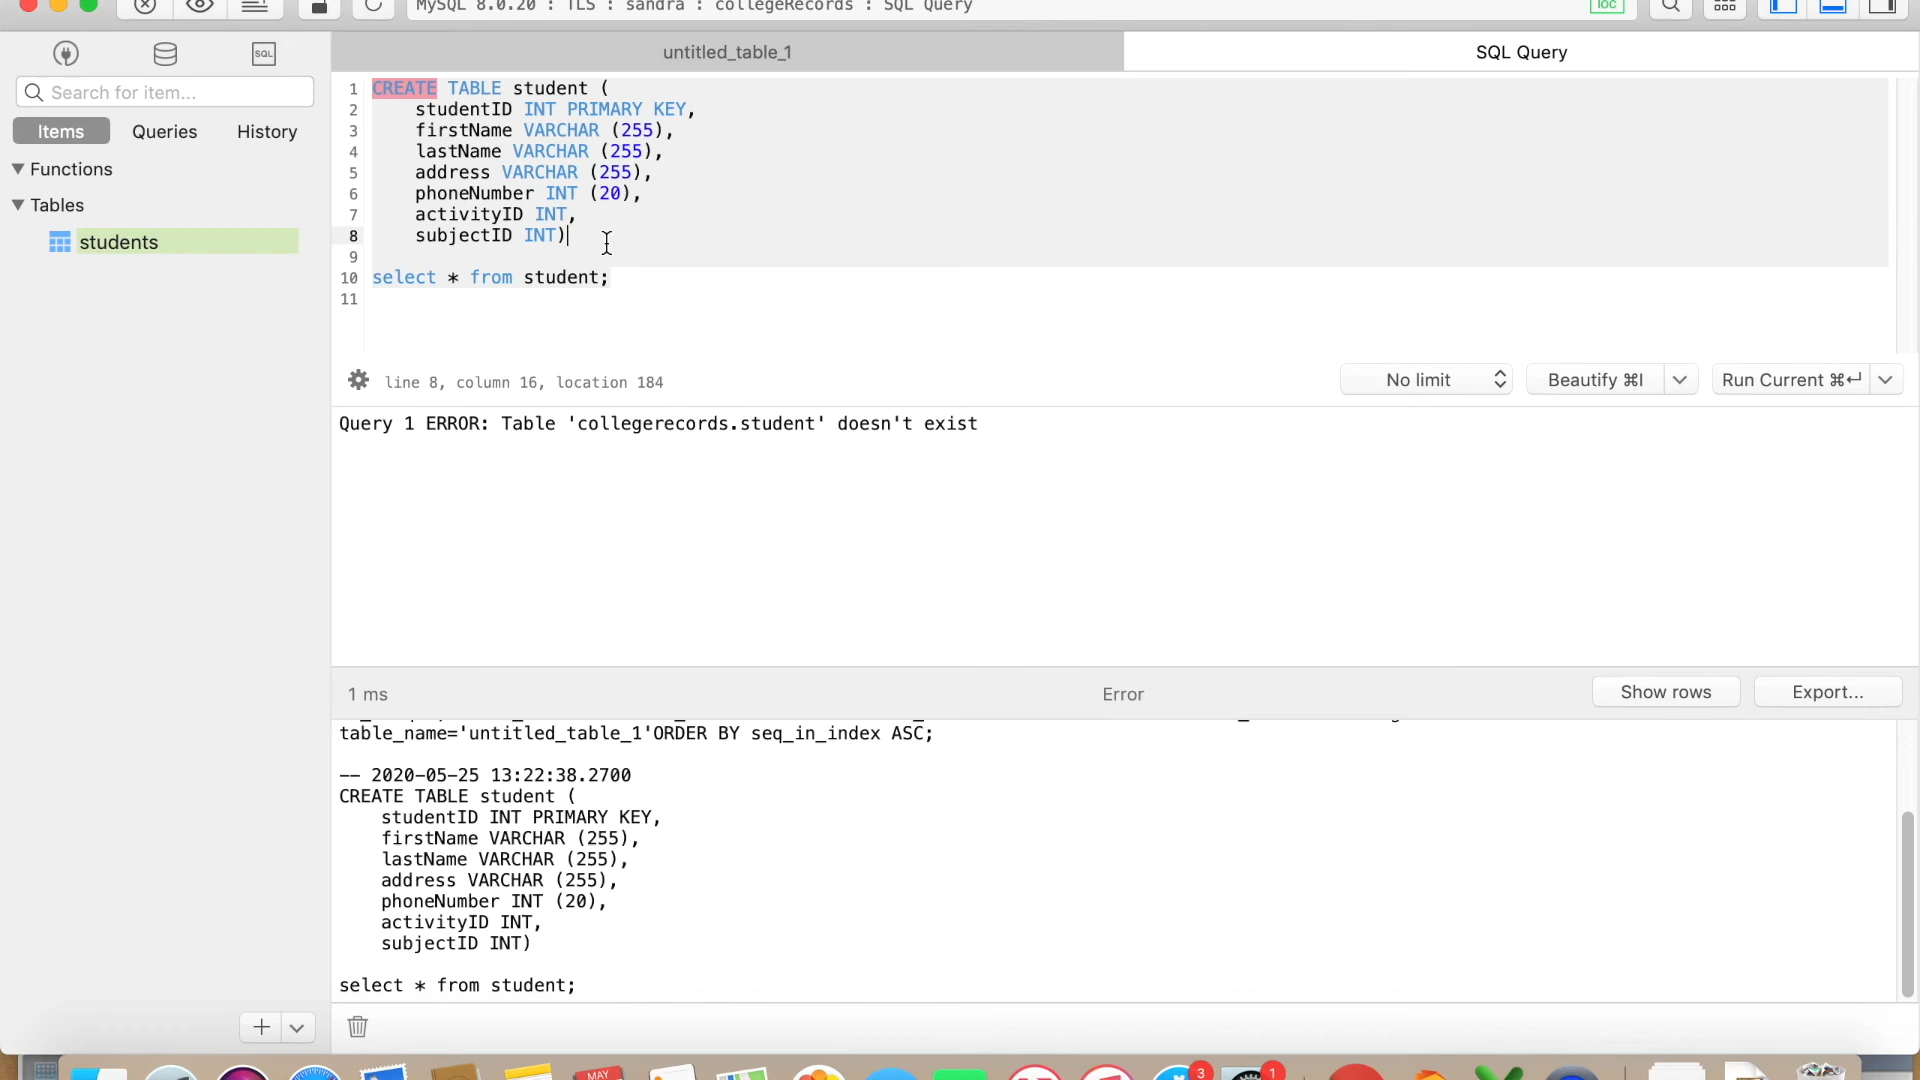 MySQL 8.0.20 : TLS : sandra : collegeRecords : SQL Query
loc
SQL
Search for item...
Items
Queries
History
Functions
Tables
students
untitled_table_1
SQL Query
1 CREATE TABLE student (
2 studentID INT PRIMARY KEY,
3 firstName VARCHAR (255),
4 lastName VARCHAR (255),
5 address VARCHAR (255),
6 phoneNumber INT (20),
7 activityID INT,
8 subjectID INT)
9
10 select * from student;
11
line 8, column 16, location 184
No limit
Beautify ⌘I
Run Current ⌘↵
Query 1 ERROR: Table 'collegerecords.student' doesn't exist
1 ms
Error
Show rows
Export...
table_name='untitled_table_1'ORDER BY seq_in_index ASC;
-- 2020-05-25 13:22:38.2700
CREATE TABLE student (
studentID INT PRIMARY KEY,
firstName VARCHAR (255),
lastName VARCHAR (255),
address VARCHAR (255),
phoneNumber INT (20),
activityID INT,
subjectID INT)
select * from student;
MAY
3
1